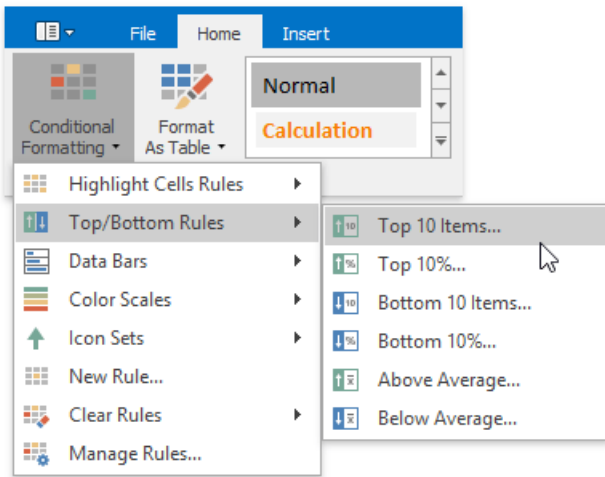 File Home Insert
Normal
Calculation
Conditional
Formatting
Format
As Table
Highlight Cells Rules
Top/Bottom Rules
Data Bars
Color Scales
Icon Sets
New Rule...
Clear Rules
Manage Rules...
10 Top 10 Items...
% Top 10%...
10 Bottom 10 Items...
% Bottom 10%...
x̄ Above Average...
x̄ Below Average...